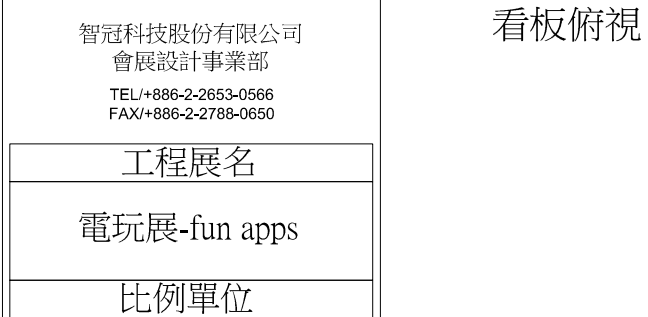 智冠科技股份有限公司
會展設計事業部
TEL/+886-2-2653-0566
FAX/+886-2-2788-0650
工程展名
電玩展-fun apps
比例單位
看板俯視